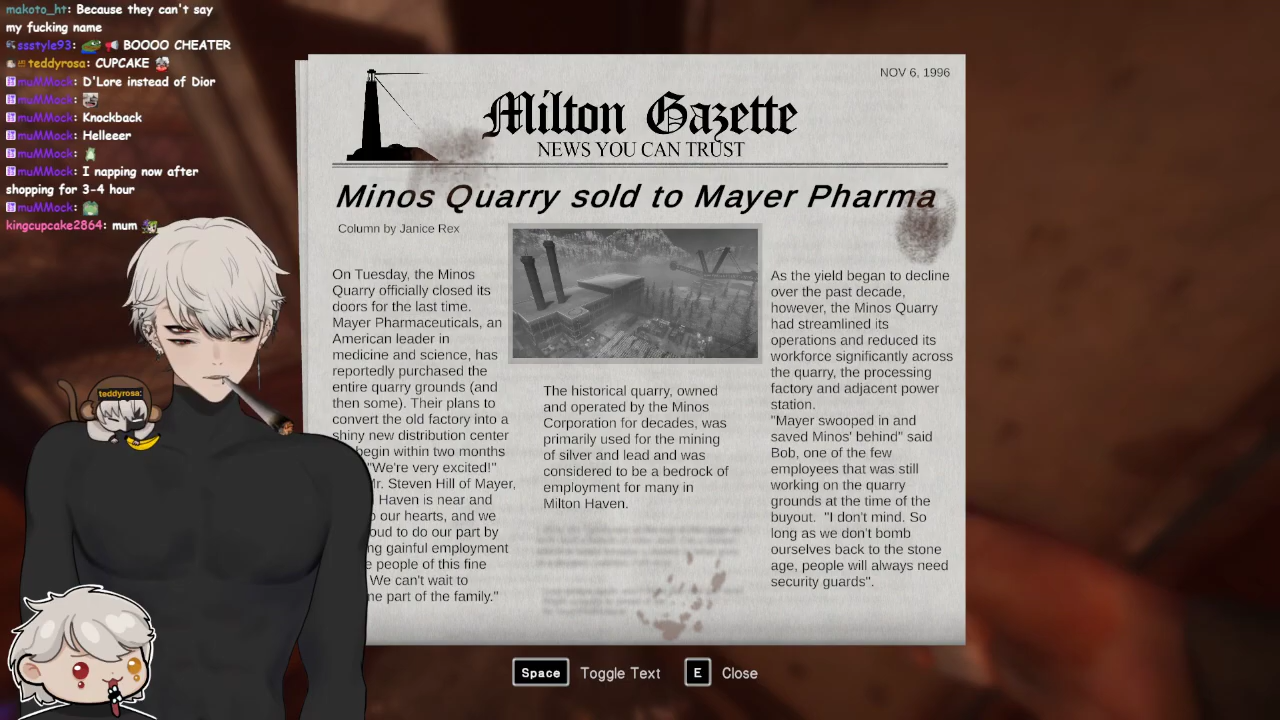 makoto_ht: Because they can't say
my fucking name
ssstyle93: BOOOO CHEATER
teddyrosa: CUPCAKE
muMMock: D'Lore instead of Dior
muMMock:
muMMock: Knockback
muMMock: Helleeer
muMMock:
muMMock: I napping now after
shopping for 3-4 hour
muMMock:
kingcupcake2864: mum
teddyrosa:
NOV 6, 1996
Milton Gazette
NEWS YOU CAN TRUST
Minos Quarry sold to Mayer Pharma
Column by Janice Rex
On Tuesday, the Minos
Quarry officially closed its
doors for the last time.
Mayer Pharmaceuticals, an
American leader in
medicine and science, has
reportedly purchased the
entire quarry grounds (and
then some). Their plans to
convert the old factory into a
shiny new distribution center
begin within two months
"We're very excited!"
Mr. Steven Hill of Mayer,
Haven is near and
our hearts, and we
to do our part by
gainful employment
people of this fine
We can't wait to
part of the family."
The historical quarry, owned
and operated by the Minos
Corporation for decades, was
primarily used for the mining
of silver and lead and was
considered to be a bedrock of
employment for many in
Milton Haven.
As the yield began to decline
over the past decade,
however, the Minos Quarry
had streamlined its
operations and reduced its
workforce significantly across
the quarry, the processing
factory and adjacent power
station.
"Mayer swooped in and
saved Minos' behind" said
Bob, one of the few
employees that was still
working on the quarry
grounds at the time of the
buyout. "I don't mind. So
long as we don't bomb
ourselves back to the stone
age, people will always need
security guards".
Space Toggle Text E Close